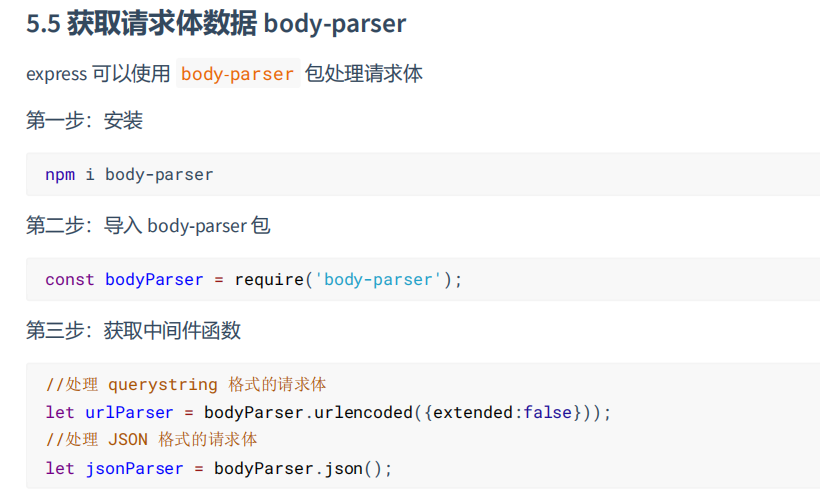 5.5 获取请求体数据 body-parser
express 可以使用 body-parser 包处理请求体
第一步：安装
npm i body-parser
第二步：导入 body-parser 包
const bodyParser = require('body-parser');
第三步：获取中间件函数
//处理 querystring 格式的请求体
let urlParser = bodyParser.urlencoded({extended:false}));
//处理 JSON 格式的请求体
let jsonParser = bodyParser.json();